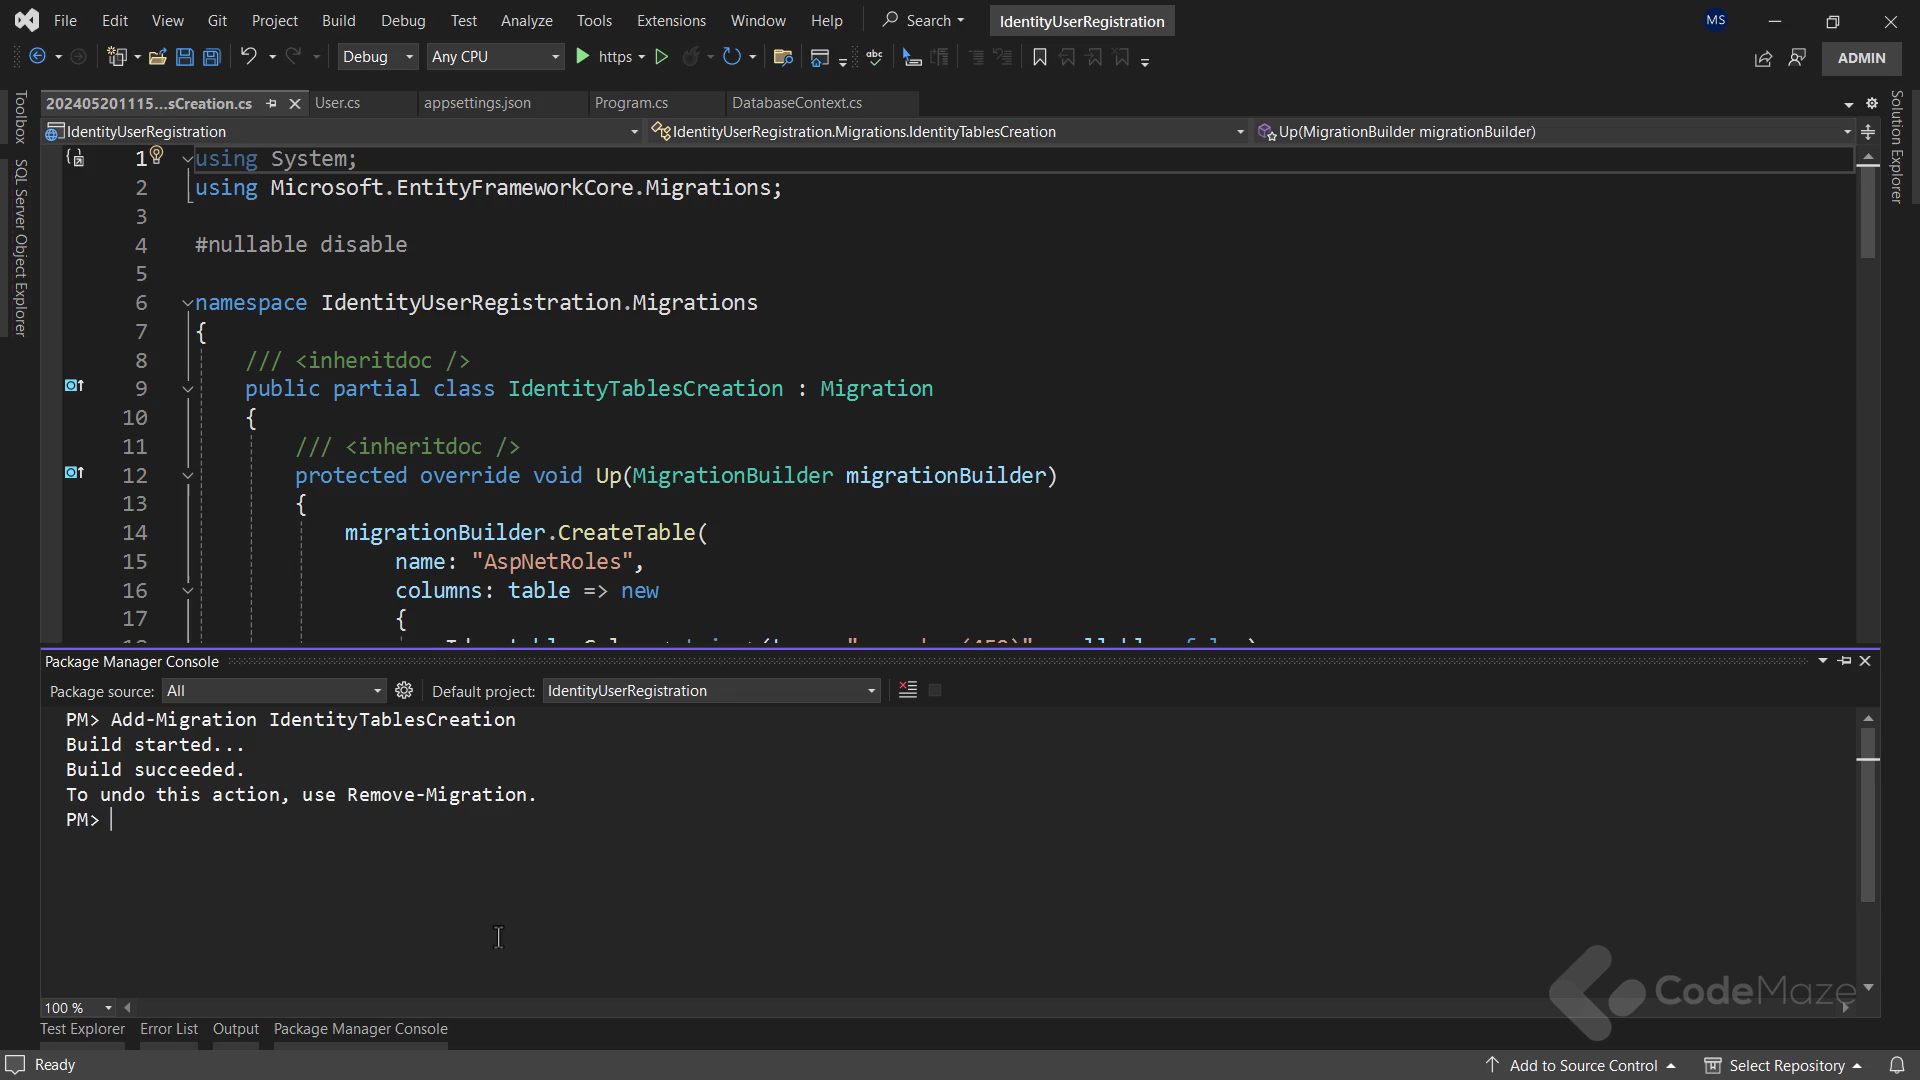 File Edit View Git Project Build Debug Test Analyze Tools Extensions Window Help Search IdentityUserRegistration MS
Debug Any CPU https abc ADMIN
202405201115...sCreation.cs User.cs appsettings.json Program.cs DatabaseContext.cs
IdentityUserRegistration IdentityUserRegistration.Migrations.IdentityTablesCreation Up(MigrationBuilder migrationBuilder)
Toolbox
SQL Server Object Explorer
Solution Explorer
1 using System;
2 using Microsoft.EntityFrameworkCore.Migrations;
3
4 #nullable disable
5
6 namespace IdentityUserRegistration.Migrations
7 {
8 /// <inheritdoc />
9 public partial class IdentityTablesCreation : Migration
10 {
11 /// <inheritdoc />
12 protected override void Up(MigrationBuilder migrationBuilder)
13 {
14 migrationBuilder.CreateTable(
15 name: "AspNetRoles",
16 columns: table => new
17 {
Package Manager Console
Package source: All Default project: IdentityUserRegistration
PM> Add-Migration IdentityTablesCreation
Build started...
Build succeeded.
To undo this action, use Remove-Migration.
PM>
CodeMaze
100 %
Test Explorer Error List Output Package Manager Console
Ready Add to Source Control Select Repository